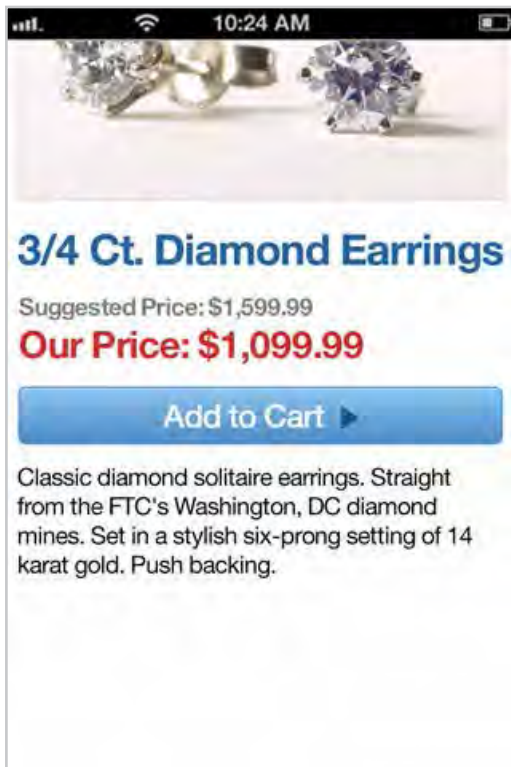 10:24 AM
3/4 Ct. Diamond Earrings
Suggested Price: $1,599.99
Our Price: $1,099.99
Add to Cart
Classic diamond solitaire earrings. Straight
from the FTC's Washington, DC diamond
mines. Set in a stylish six-prong setting of 14
karat gold. Push backing.